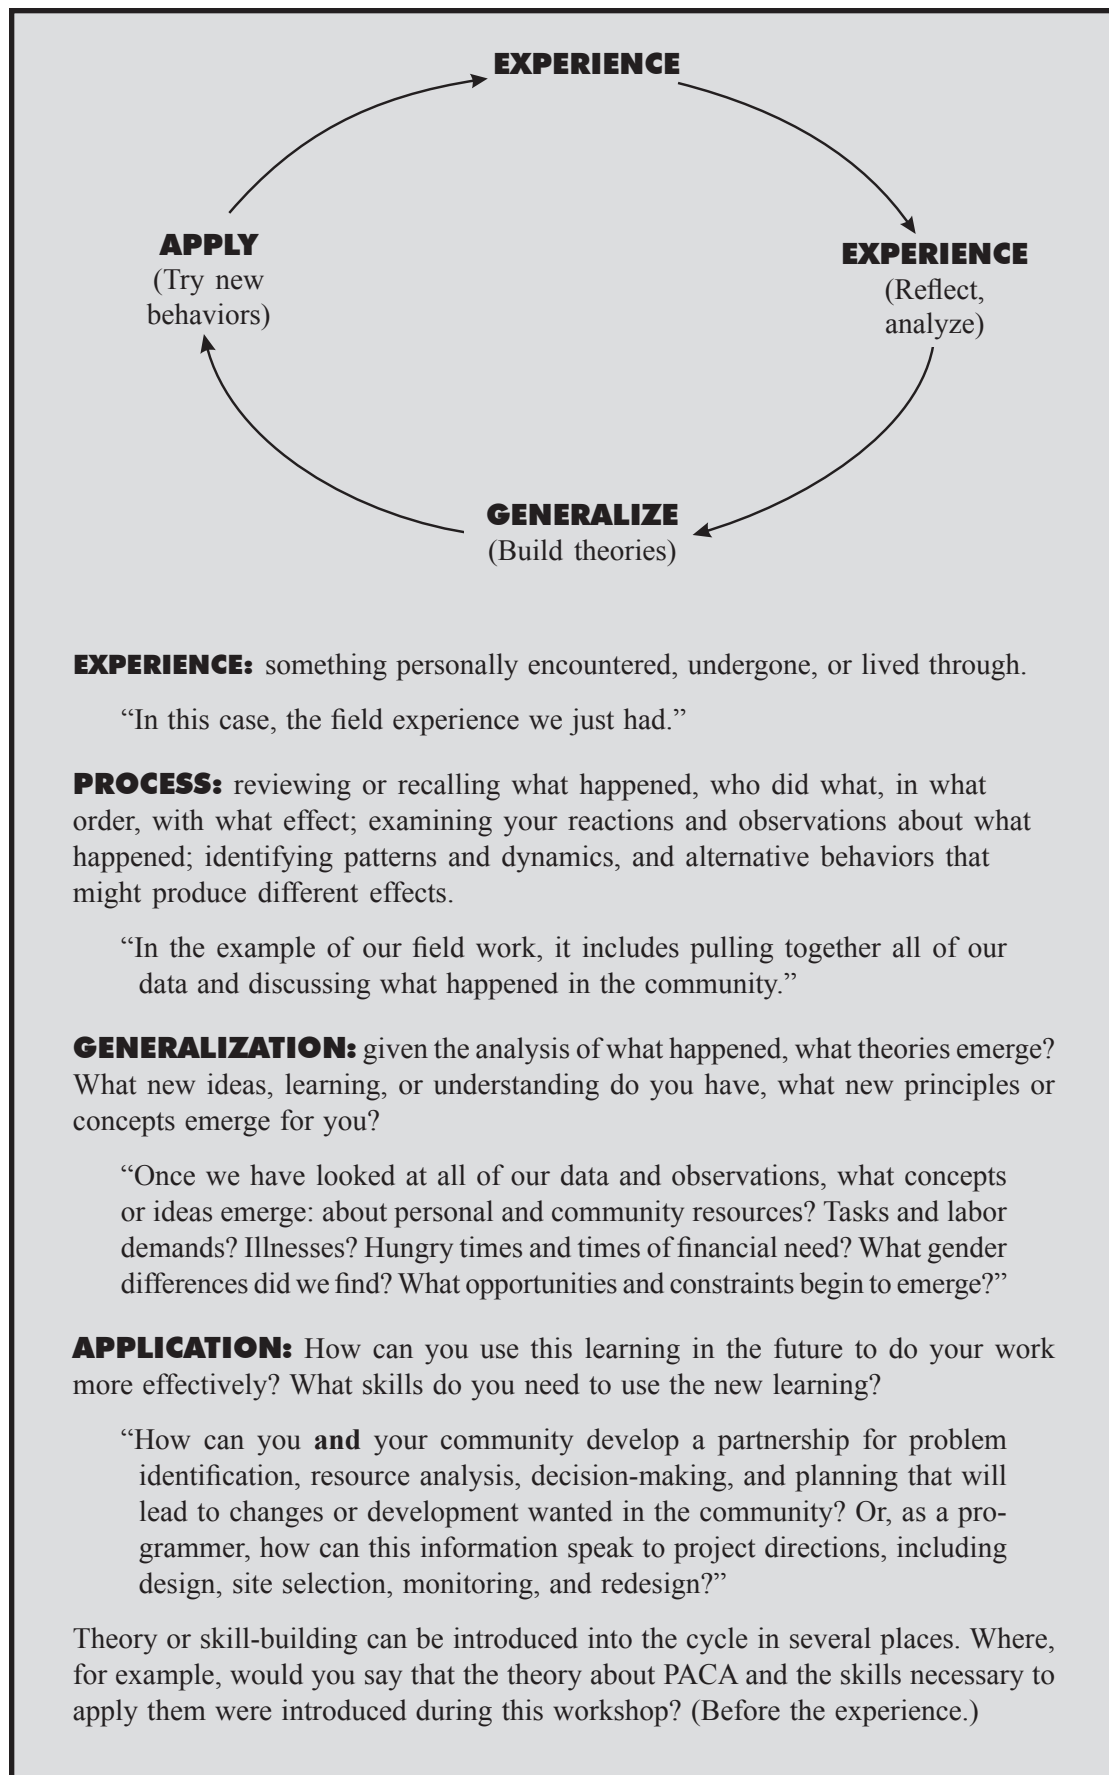 EXPERIENCE
APPLY
(Try new
behaviors)
EXPERIENCE
(Reflect,
analyze)
GENERALIZE
(Build theories)
EXPERIENCE: something personally encountered, undergone, or lived through.
“In this case, the field experience we just had.”
PROCESS: reviewing or recalling what happened, who did what, in what
order, with what effect; examining your reactions and observations about what
happened; identifying patterns and dynamics, and alternative behaviors that
might produce different effects.
“In the example of our field work, it includes pulling together all of our
data and discussing what happened in the community.”
GENERALIZATION: given the analysis of what happened, what theories emerge?
What new ideas, learning, or understanding do you have, what new principles or
concepts emerge for you?
“Once we have looked at all of our data and observations, what concepts
or ideas emerge: about personal and community resources? Tasks and labor
demands? Illnesses? Hungry times and times of financial need? What gender
differences did we find? What opportunities and constraints begin to emerge?”
APPLICATION: How can you use this learning in the future to do your work
more effectively? What skills do you need to use the new learning?
“How can you and your community develop a partnership for problem
identification, resource analysis, decision-making, and planning that will
lead to changes or development wanted in the community? Or, as a pro-
grammer, how can this information speak to project directions, including
design, site selection, monitoring, and redesign?”
Theory or skill-building can be introduced into the cycle in several places. Where,
for example, would you say that the theory about PACA and the skills necessary to
apply them were introduced during this workshop? (Before the experience.)